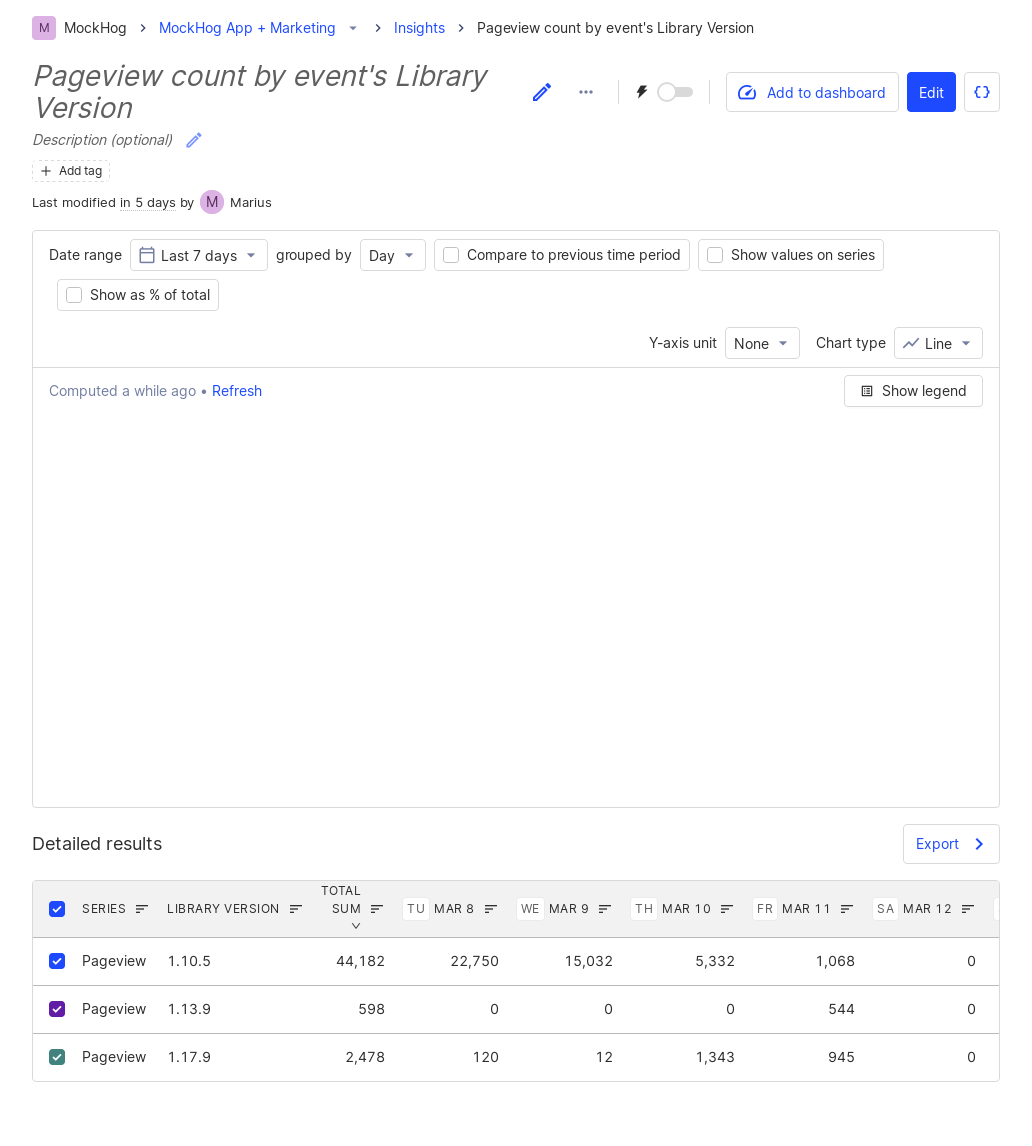 M MockHog MockHog App + Marketing Insights Pageview count by event's Library Version
Pageview count by event's Library
Version
Add to dashboard Edit
Description (optional)
Add tag
Last modified in 5 days by M Marius
Date range Last 7 days grouped by Day Compare to previous time period Show values on series
Show as % of total
Y-axis unit None Chart type Line
Computed a while ago • Refresh Show legend
Detailed results Export
TOTAL
SERIES LIBRARY VERSION SUM TU MAR 8 WE MAR 9 TH MAR 10 FR MAR 11 SA MAR 12
Pageview 1.10.5 44,182 22,750 15,032 5,332 1,068 0
Pageview 1.13.9 598 0 0 0 544 0
Pageview 1.17.9 2,478 120 12 1,343 945 0